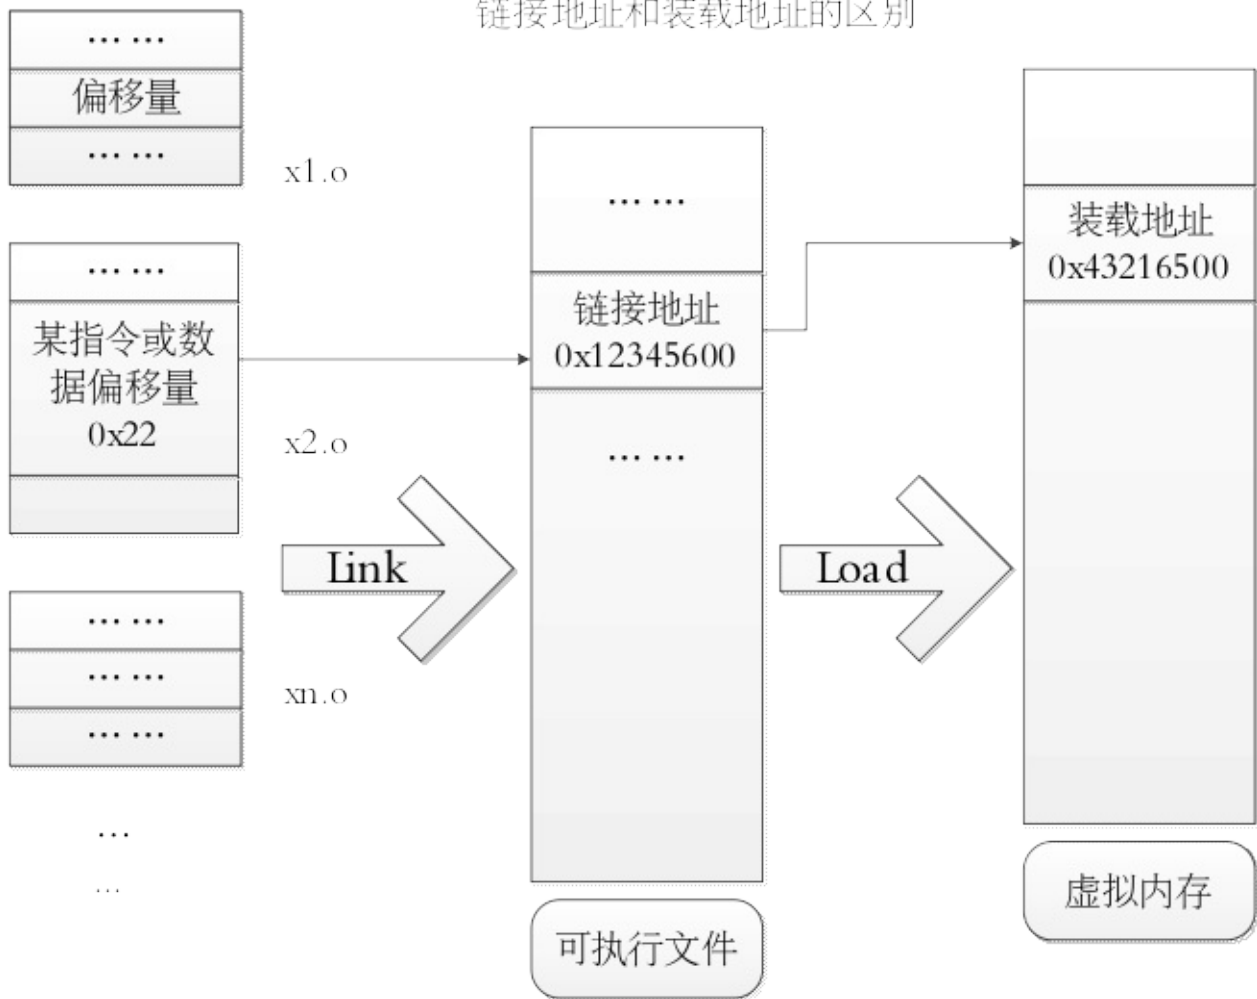 链接地址和装载地址的区别
... ...
偏移量
... ...
x1.o
... ...
某指令或数
据偏移量
0x22
x2.o
... ...
... ...
... ...
xn.o
...
...
Link
... ...
链接地址
0x12345600
... ...
可执行文件
Load
装载地址
0x43216500
虚拟内存